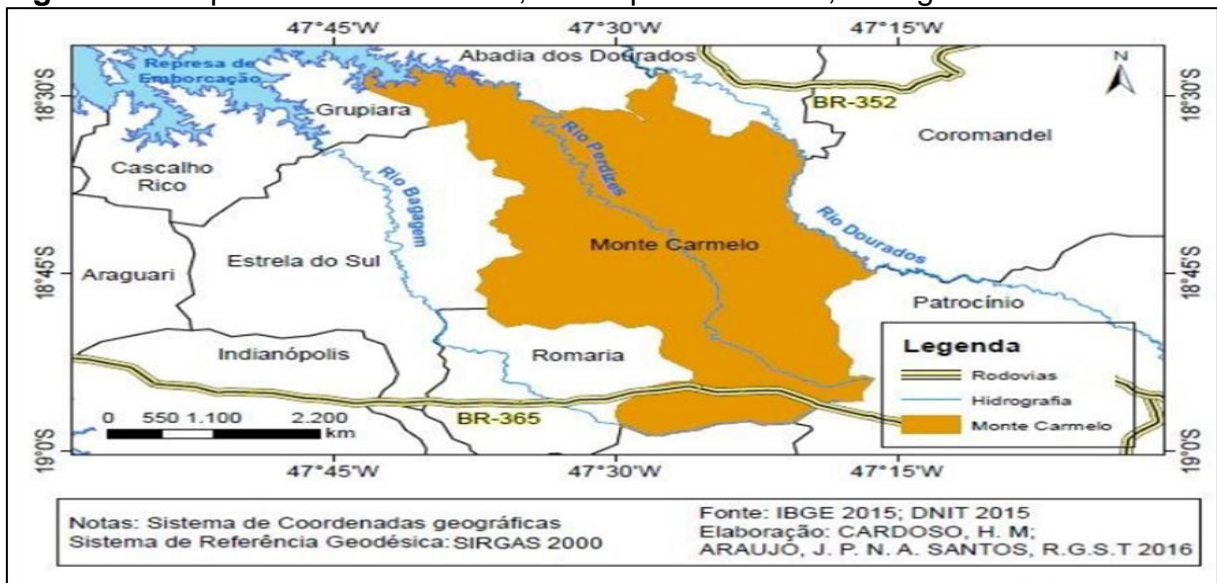 47°45'W 47°30'W 47°15'W
Abadia dos Dourados
Represa de
Emborcação
N
18°30'S
18°30'S
BR-352
Grupiara
Coromandel
Cascalho
Rico
Rio Perdizes
Rio Bagagem
Rio Dourados
Monte Carmelo
Estrela do Sul
Araguari
18°45'S
18°45'S
Patrocínio
Indianópolis
Romaria
Legenda
Rodovias
Hidrografia
Monte Carmelo
0 550 1.100 2.200
km
BR-365
19°0'S
19°0'S
47°45'W 47°30'W 47°15'W
Notas: Sistema de Coordenadas geográficas
Sistema de Referência Geodésica: SIRGAS 2000
Fonte: IBGE 2015; DNIT 2015
Elaboração: CARDOSO, H. M;
ARAUJO, J. P. N. A. SANTOS, R.G.S.T 2016